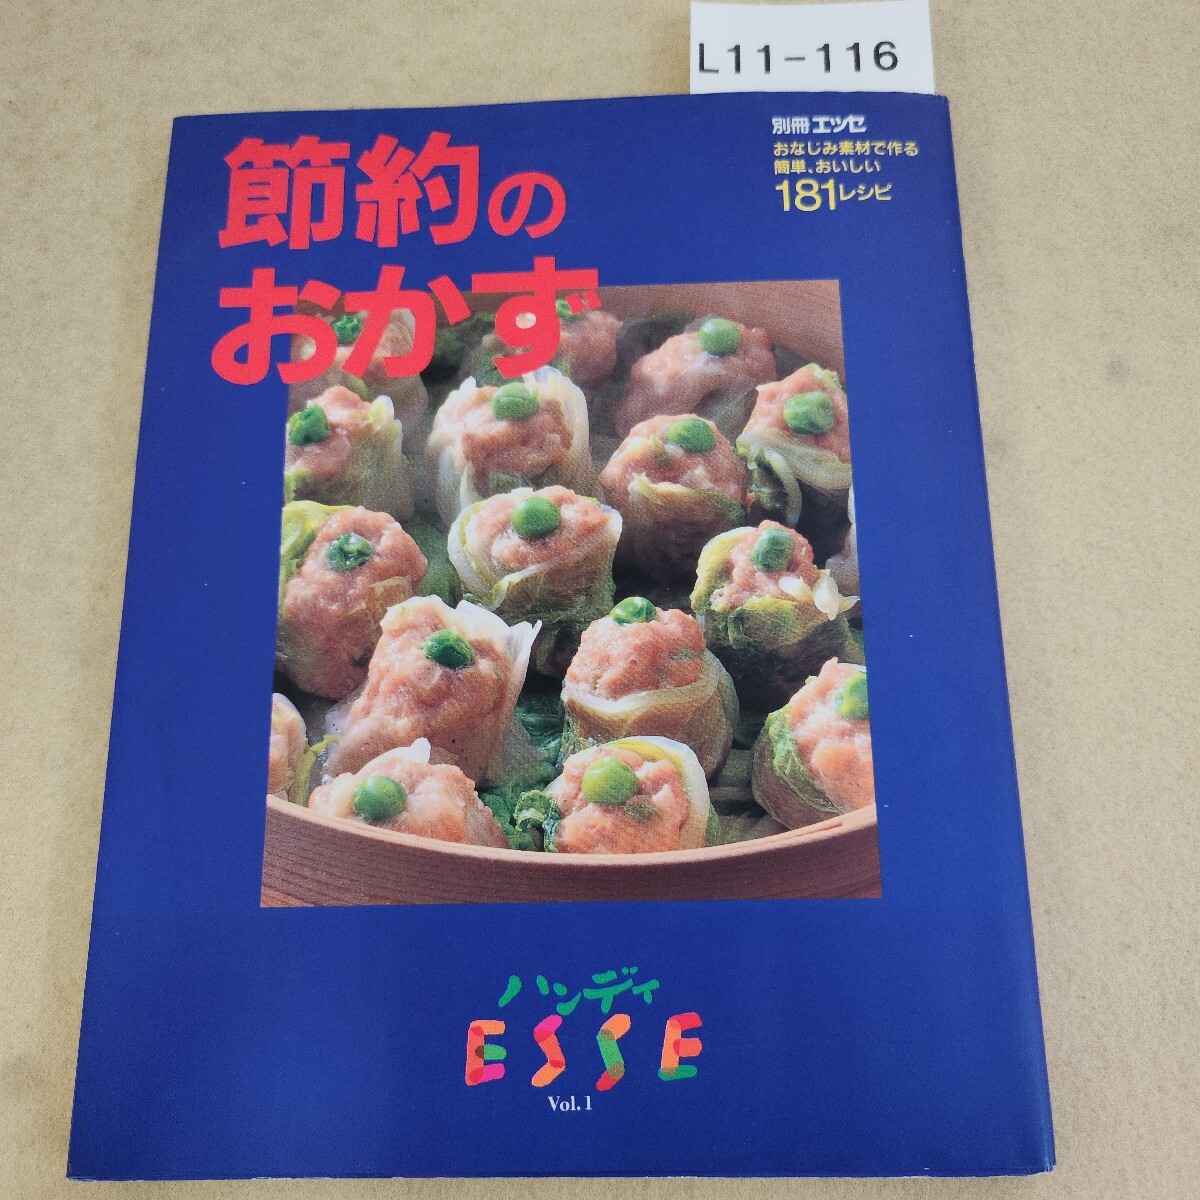 L11-116
別冊エッセ
おなじみ素材で作る
簡単、おいしい
181レシピ
節約の
おかず
ハンディ
ESSE
Vol.1